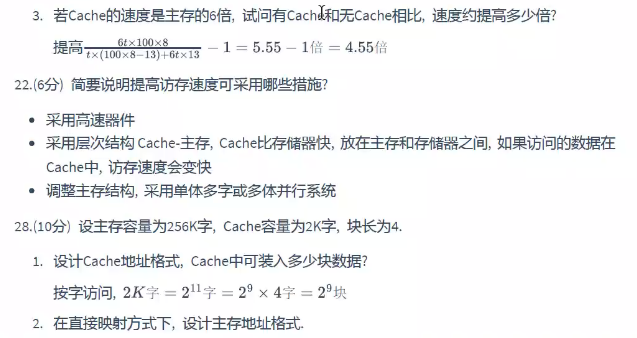 3. 若Cache的速度是主存的6倍, 试问有Cache和无Cache相比, 速度约提高多少倍?
提高 \frac{6t×100×8}{t×(100×8−13)+6t×13} − 1 = 5.55 − 1倍 = 4.55倍
22.(6分) 简要说明提高访存速度可采用哪些措施?
• 采用高速器件
• 采用层次结构 Cache-主存, Cache比存储器快, 放在主存和存储器之间, 如果访问的数据在
Cache中, 访存速度会变快
• 调整主存结构, 采用单体多字或多体并行系统
28.(10分) 设主存容量为256K字, Cache容量为2K字, 块长为4.
1. 设计Cache地址格式, Cache中可装入多少块数据?
按字访问, 2K字 = 2¹¹字 = 2⁹ × 4字 = 2⁹块
2. 在直接映射方式下, 设计主存地址格式.